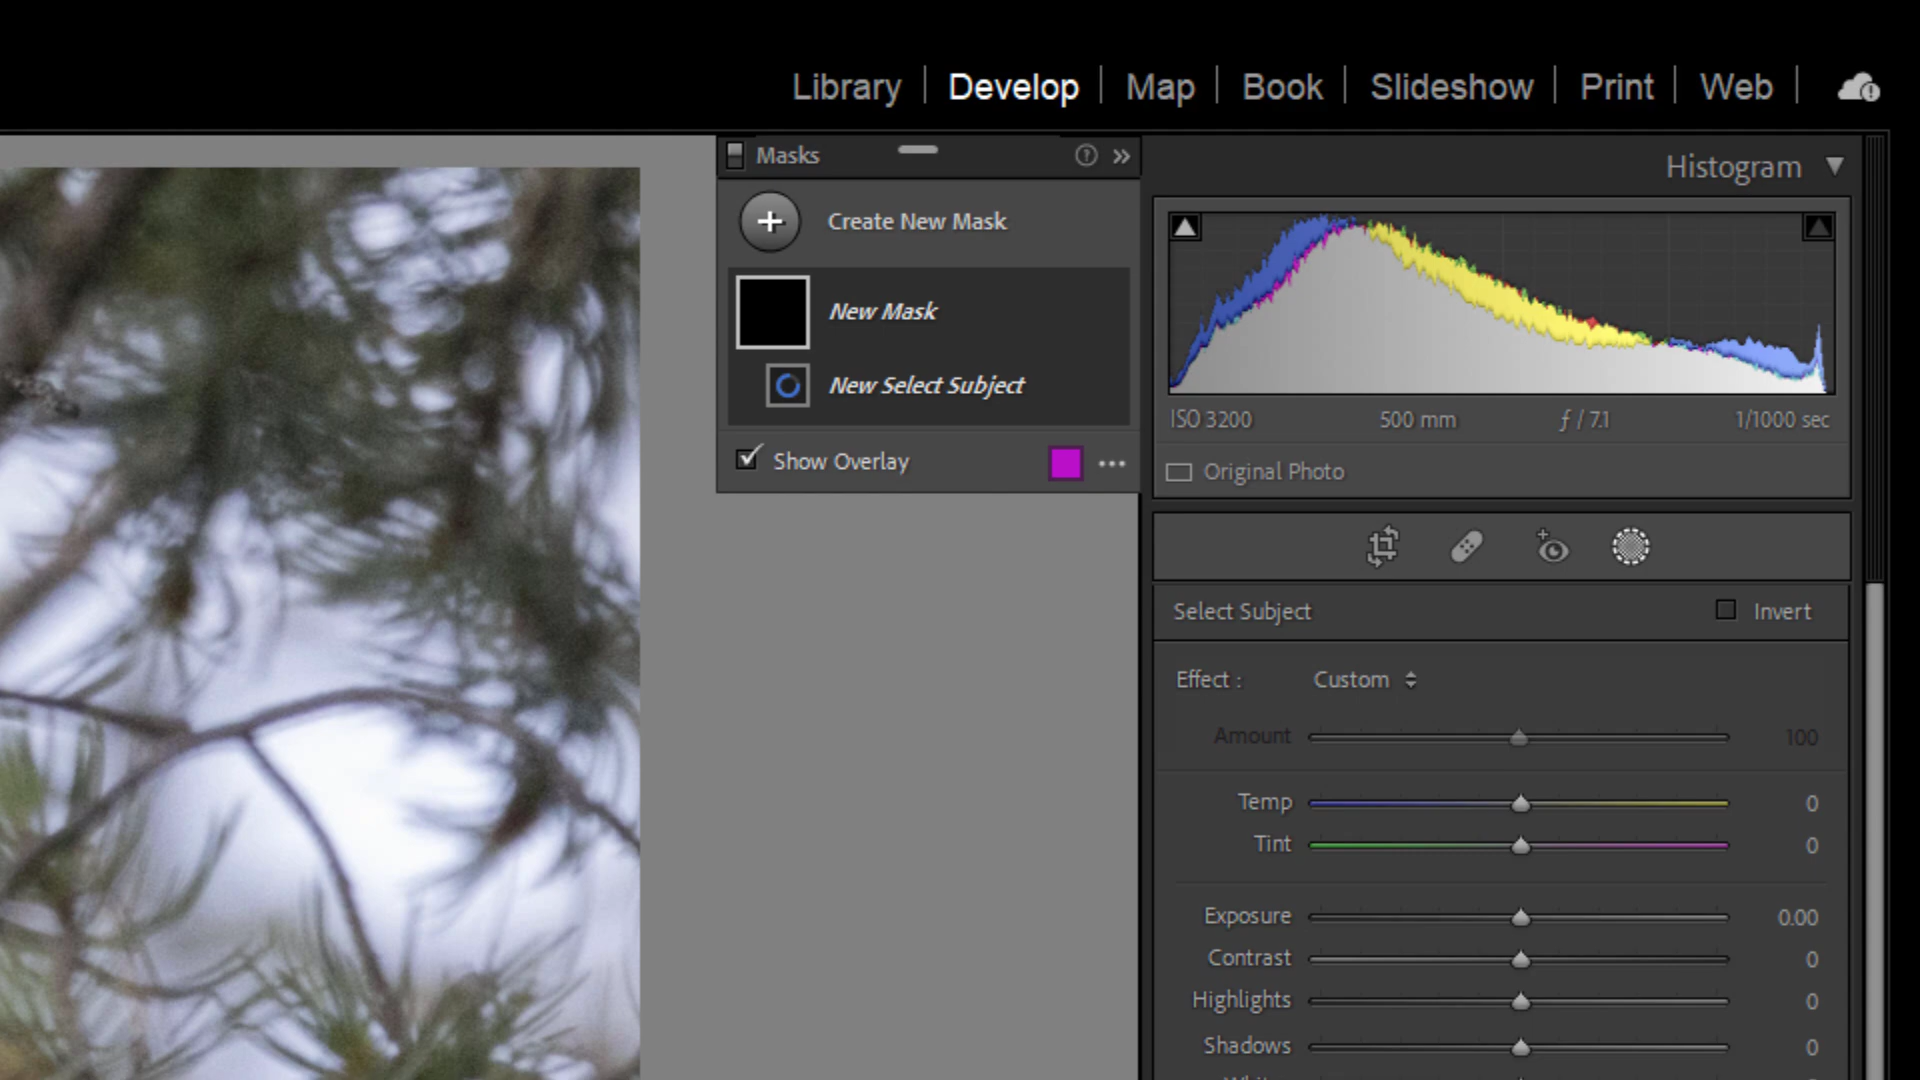 Library | Develop | Map | Book | Slideshow | Print | Web |
Masks
Histogram
Create New Mask
New Mask
New Select Subject
Show Overlay
ISO 3200 500 mm ƒ / 7.1 1/1000 sec
Original Photo
Select Subject Invert
Effect : Custom
Amount 100
Temp 0
Tint 0
Exposure 0.00
Contrast 0
Highlights 0
Shadows 0